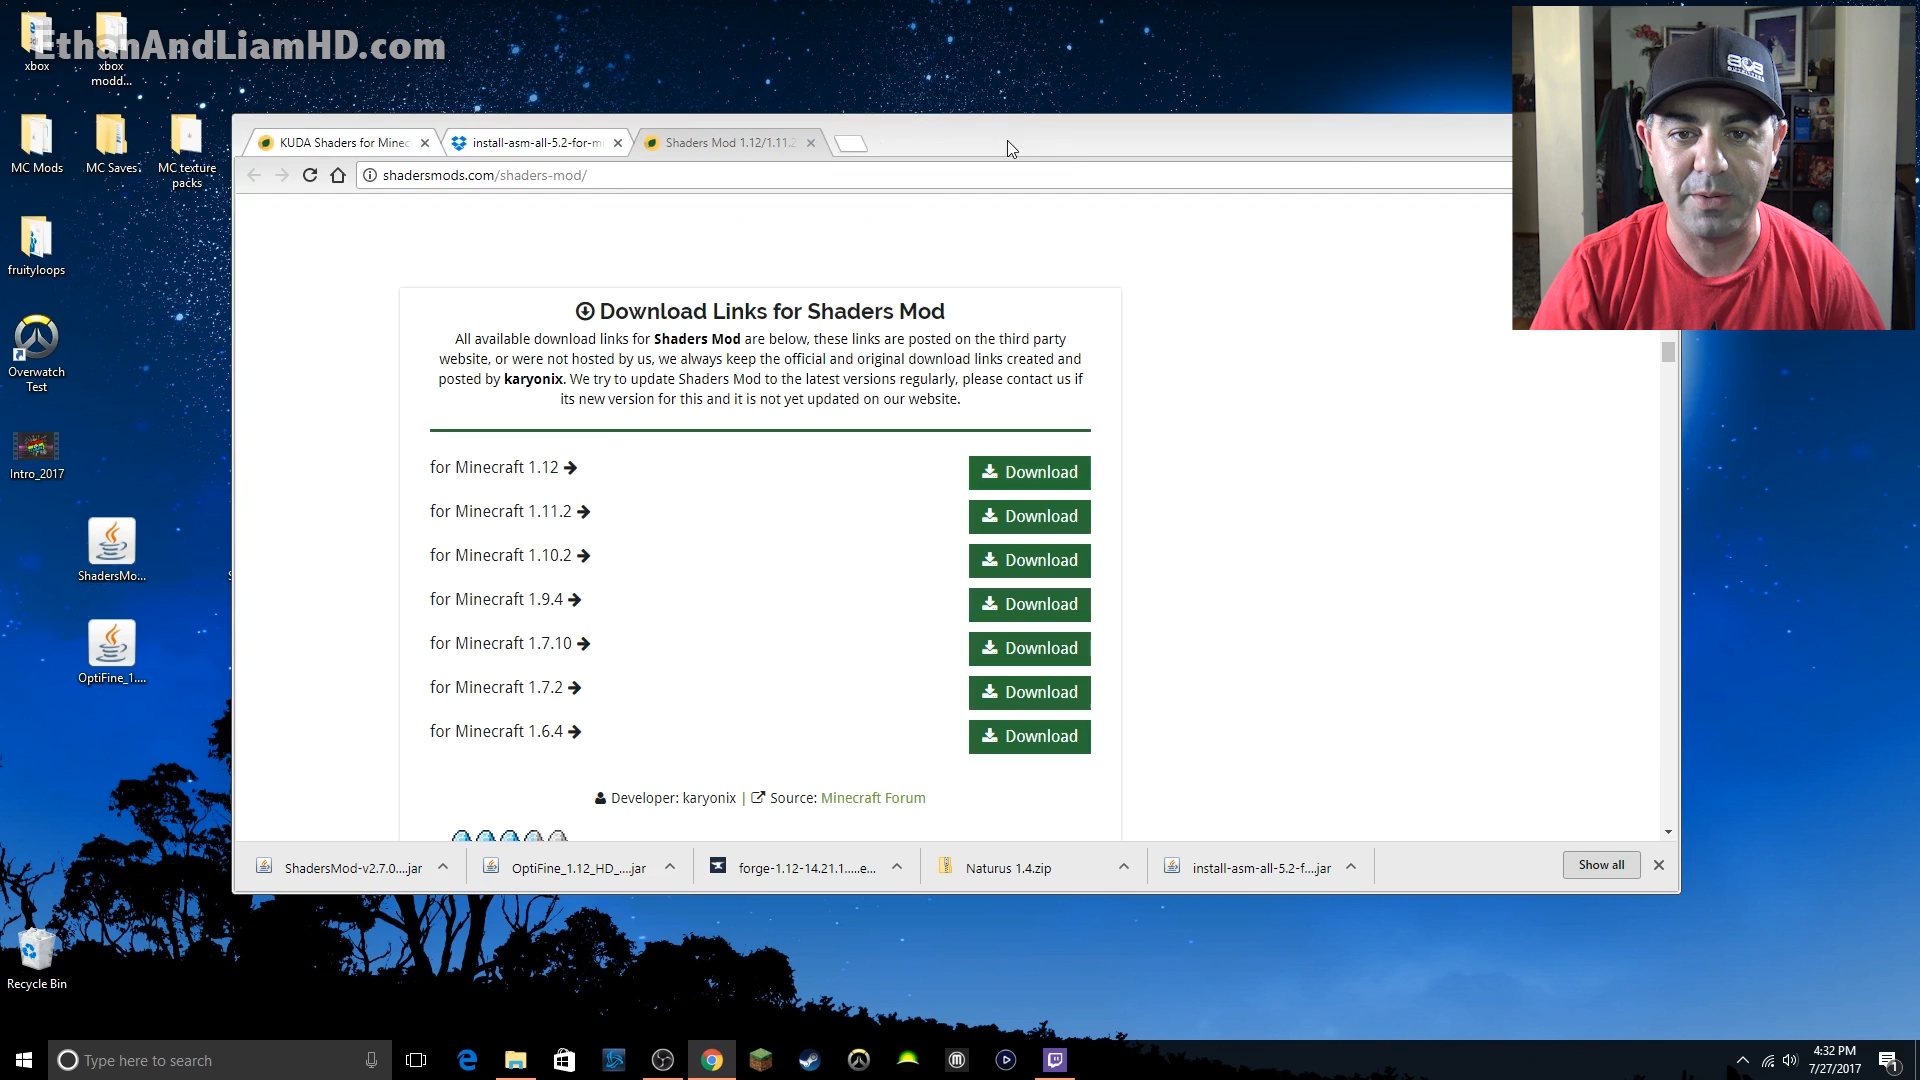 EthanAndLiamHD.com
xbox
xbox
modd...
MC Mods
MC Saves
MC texture
packs
fruityloops
Overwatch
Test
Intro_2017
ShadersMo...
OptiFine_1....
Recycle Bin
KUDA Shaders for Minec
install-asm-all-5.2-for-m
Shaders Mod 1.12/1.11.2
shadersmods.com/shaders-mod/
Download Links for Shaders Mod
All available download links for Shaders Mod are below, these links are posted on the third party
website, or were not hosted by us, we always keep the official and original download links created and
posted by karyonix. We try to update Shaders Mod to the latest versions regularly, please contact us if
its new version for this and it is not yet updated on our website.
for Minecraft 1.12 Download
for Minecraft 1.11.2 Download
for Minecraft 1.10.2 Download
for Minecraft 1.9.4 Download
for Minecraft 1.7.10 Download
for Minecraft 1.7.2 Download
for Minecraft 1.6.4 Download
Developer: karyonix | Source: Minecraft Forum
ShadersMod-v2.7.0....jar
OptiFine_1.12_HD_....jar
forge-1.12-14.21.1.....e...
Naturus 1.4.zip
install-asm-all-5.2-f....jar
Show all
Type here to search
4:32 PM
7/27/2017
1